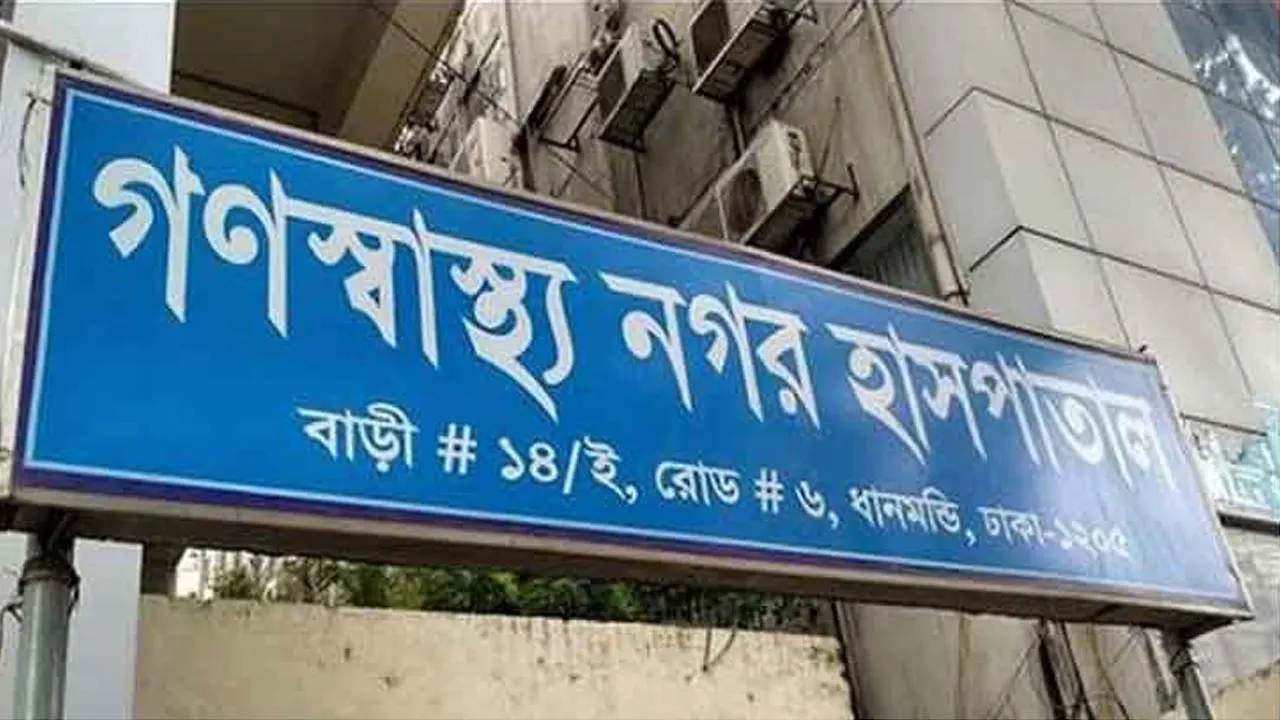 গণস্বাস্থ্য নগর হাসপাতাল
বাড়ী # ১৪/ই, রোড # ৬, ধানমন্ডি, ঢাকা-১২০৫